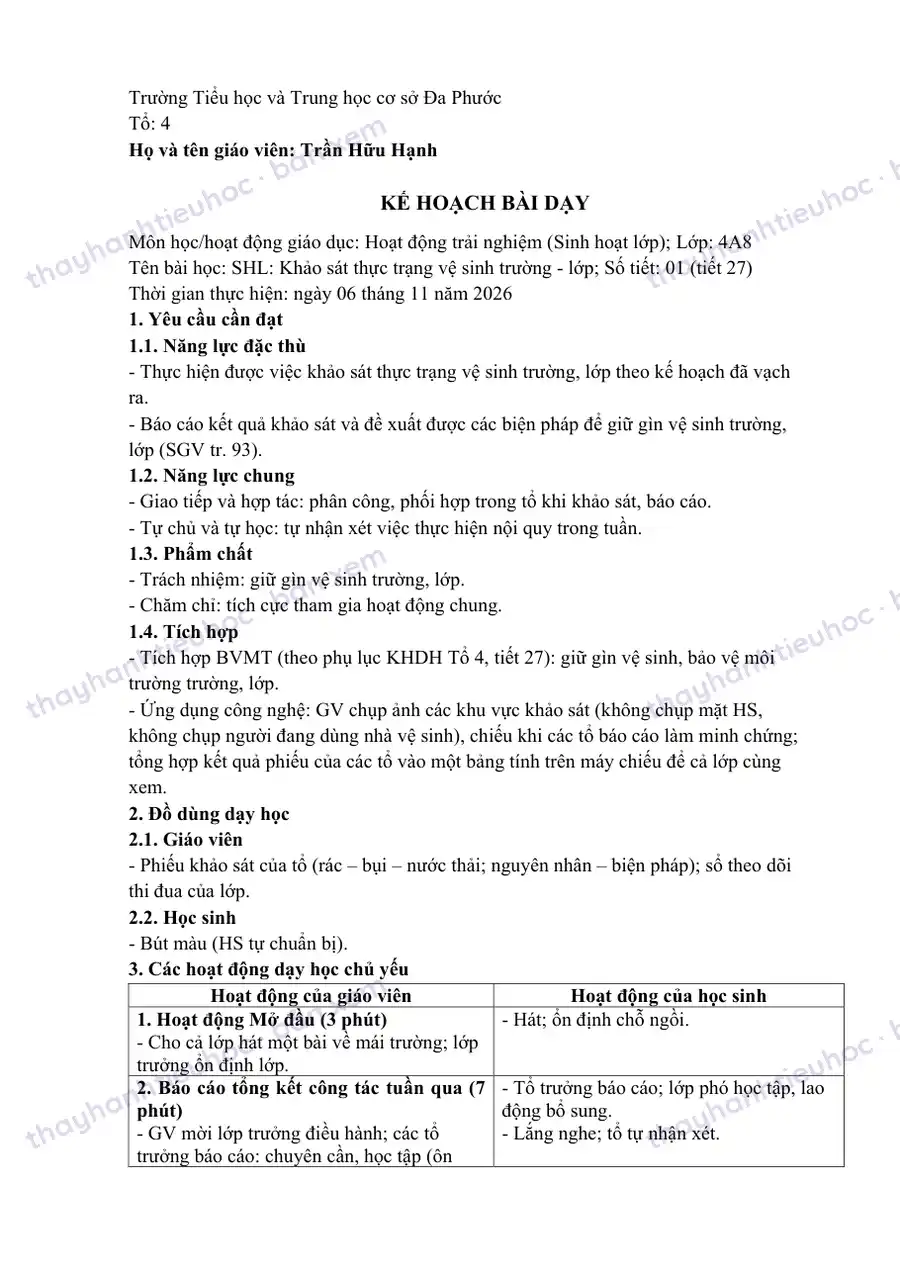 Trường Tiểu học và Trung học cơ sở Đa Phước
Tổ: 4
Họ và tên giáo viên: Trần Hữu Hạnh
KẾ HOẠCH BÀI DẠY
Môn học/hoạt động giáo dục: Hoạt động trải nghiệm (Sinh hoạt lớp); Lớp: 4A8
Tên bài học: SHL: Khảo sát thực trạng vệ sinh trường - lớp; Số tiết: 01 (tiết 27)
Thời gian thực hiện: ngày 06 tháng 11 năm 2026
1. Yêu cầu cần đạt
1.1. Năng lực đặc thù
- Thực hiện được việc khảo sát thực trạng vệ sinh trường, lớp theo kế hoạch đã vạch
ra.
- Báo cáo kết quả khảo sát và đề xuất được các biện pháp để giữ gìn vệ sinh trường,
lớp (SGV tr. 93).
1.2. Năng lực chung
- Giao tiếp và hợp tác: phân công, phối hợp trong tổ khi khảo sát, báo cáo.
- Tự chủ và tự học: tự nhận xét việc thực hiện nội quy trong tuần.
1.3. Phẩm chất
- Trách nhiệm: giữ gìn vệ sinh trường, lớp.
- Chăm chỉ: tích cực tham gia hoạt động chung.
1.4. Tích hợp
- Tích hợp BVMT (theo phụ lục KHDH Tổ 4, tiết 27): giữ gìn vệ sinh, bảo vệ môi
trường trường, lớp.
- Ứng dụng công nghệ: GV chụp ảnh các khu vực khảo sát (không chụp mặt HS,
không chụp người đang dùng nhà vệ sinh), chiếu khi các tổ báo cáo làm minh chứng;
tổng hợp kết quả phiếu của các tổ vào một bảng tính trên máy chiếu để cả lớp cùng
xem.
2. Đồ dùng dạy học
2.1. Giáo viên
- Phiếu khảo sát của tổ (rác – bụi – nước thải; nguyên nhân – biện pháp); sổ theo dõi
thi đua của lớp.
2.2. Học sinh
- Bút màu (HS tự chuẩn bị).
3. Các hoạt động dạy học chủ yếu
Hoạt động của giáo viên
Hoạt động của học sinh
1. Hoạt động Mở đầu (3 phút)
- Cho cả lớp hát một bài về mái trường; lớp
trưởng ổn định lớp.
- Hát; ổn định chỗ ngồi.
2. Báo cáo tổng kết công tác tuần qua (7
phút)
- GV mời lớp trưởng điều hành; các tổ
trưởng báo cáo: chuyên cần, học tập (ôn
- Tổ trưởng báo cáo; lớp phó học tập, lao
động bổ sung.
- Lắng nghe; tổ tự nhận xét.
thayhanhtieuhoc · bản xem
thayhanhtieuhoc · b
thayhanhtieuhoc · bản xem
thayhanhtieuhoc · b
thayhanhtieuhoc · bản xem
thayhanhtieuhoc · b